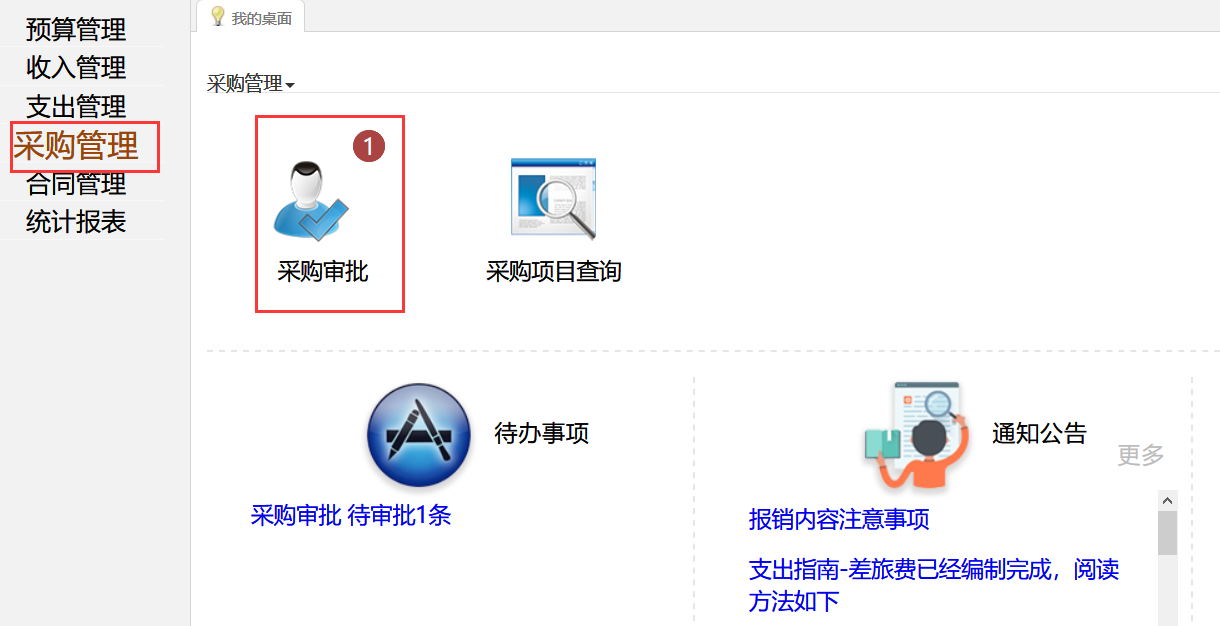 预算管理
收入管理
支出管理
采购管理
合同管理
统计报表
我的桌面
采购管理
1
采购审批
采购项目查询
待办事项
采购审批 待审批1条
通知公告
更多
报销内容注意事项
支出指南-差旅费已经编制完成，阅读
方法如下